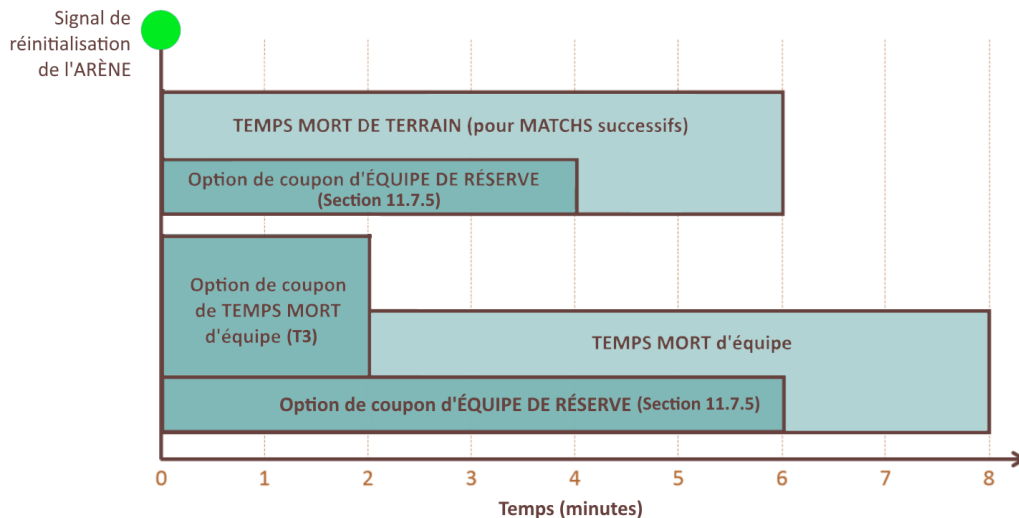 Signal de
réinitialisation
de l'ARÈNE
TEMPS MORT DE TERRAIN (pour MATCHS successifs)
Option de coupon d'ÉQUIPE DE RÉSERVE
(Section 11.7.5)
Option de coupon
de TEMPS MORT
d'équipe (T3)
TEMPS MORT d'équipe
Option de coupon d'ÉQUIPE DE RÉSERVE (Section 11.7.5)
0 1 2 3 4 5 6 7 8
Temps (minutes)